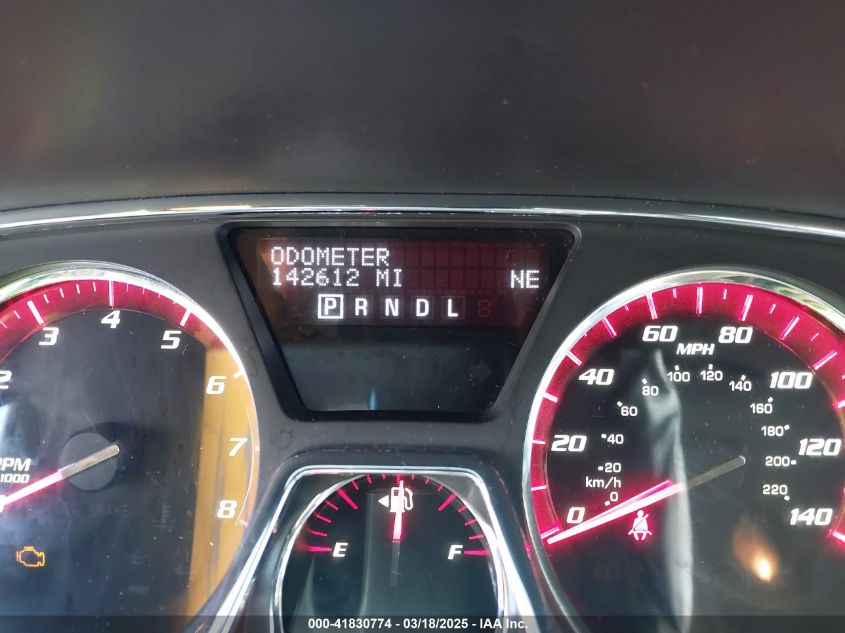 ODOMETER
142612 MI NE
P R N D L
2 3 4 5 6 7 8
RPM
1000
E F
0 20 40 60 80 100 120 140
MPH
0 20 40 60 80 100 120 140 160 180 200 220
km/h
000-41830774 - 03/18/2025 - IAA Inc.